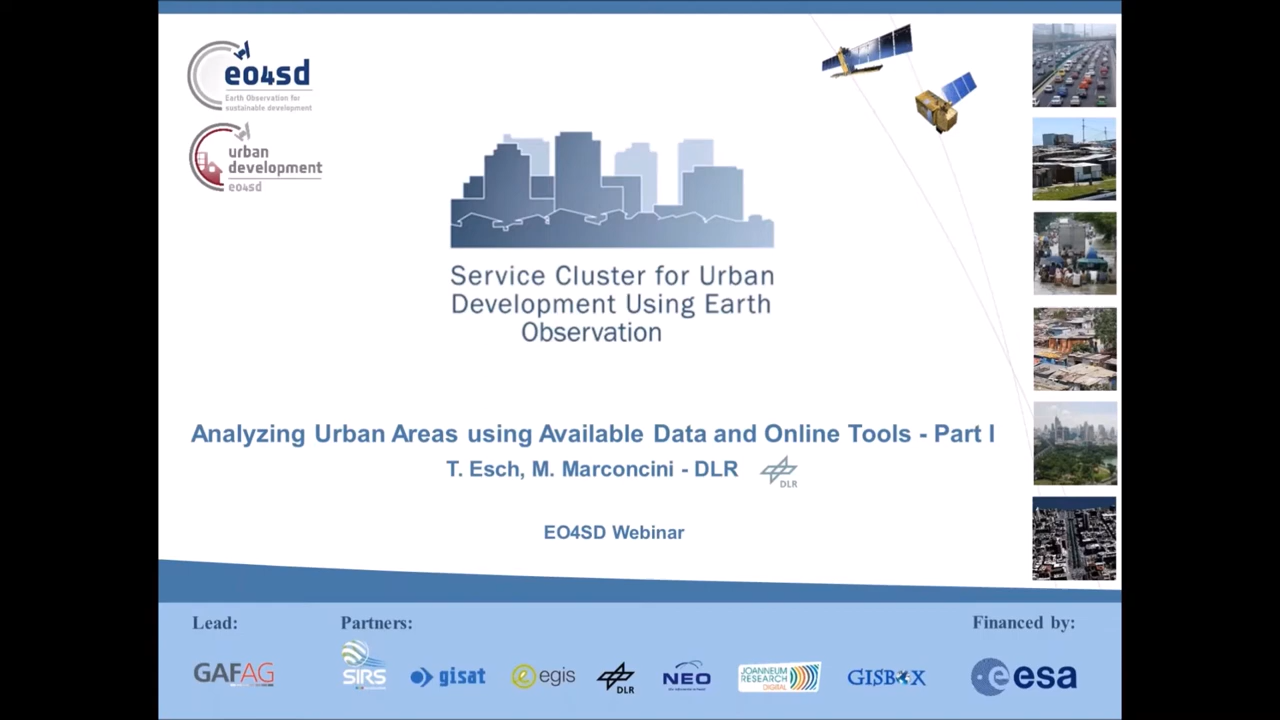 eo4sd
Earth Observation for
sustainable development
urban
development
eo4sd
Service Cluster for Urban
Development Using Earth
Observation
Analyzing Urban Areas using Available Data and Online Tools - Part I
T. Esch, M. Marconcini - DLR
DLR
EO4SD Webinar
Lead:
Partners:
Financed by:
GAFAG
SIRS
gisat
egis
DLR
NEO
JOANNEUM
RESEARCH
DIGITAL
GISBOX
esa